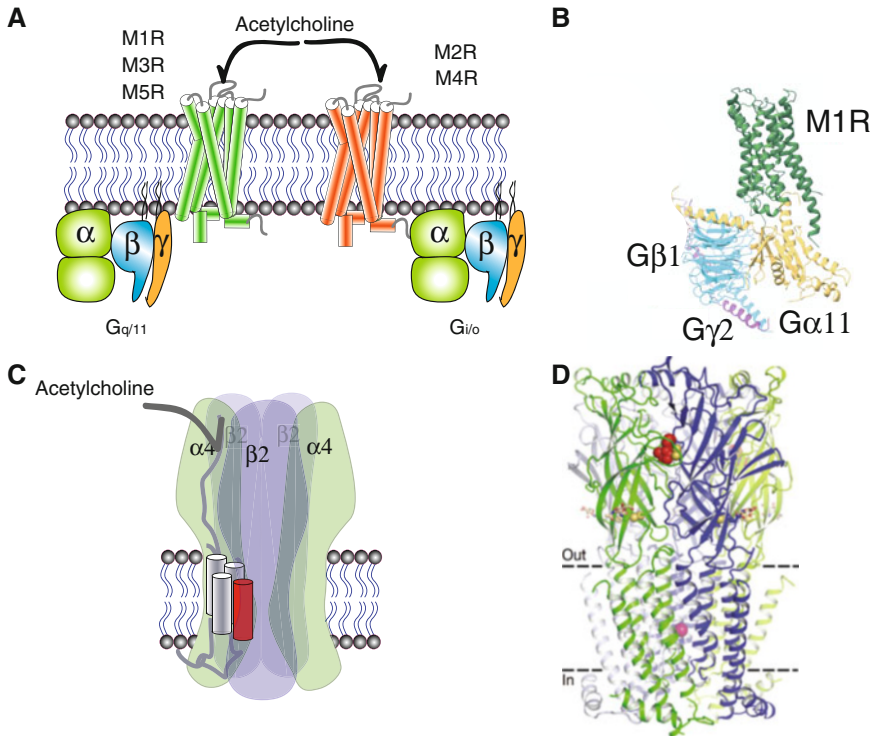 A
Acetylcholine
M1R
M3R
M5R
M2R
M4R
α
β
γ
α
β
γ
Gq/11
Gi/o
B
M1R
Gβ1
Gγ2
Gα11
C
Acetylcholine
α4
β2
β2
β2
α4
D
Out
In